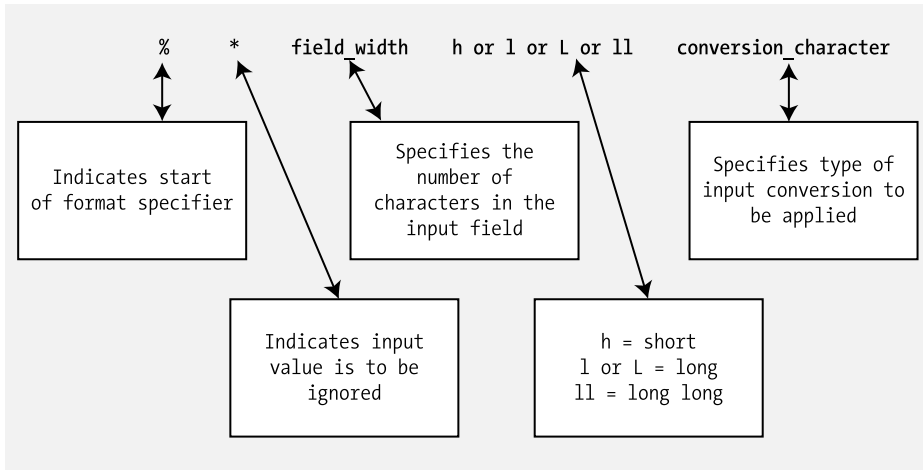 % * field_width h or l or L or ll conversion_character
Indicates start
of format specifier
Specifies the
number of
characters in the
input field
Specifies type of
input conversion to
be applied
Indicates input
value is to be
ignored
h = short
l or L = long
ll = long long